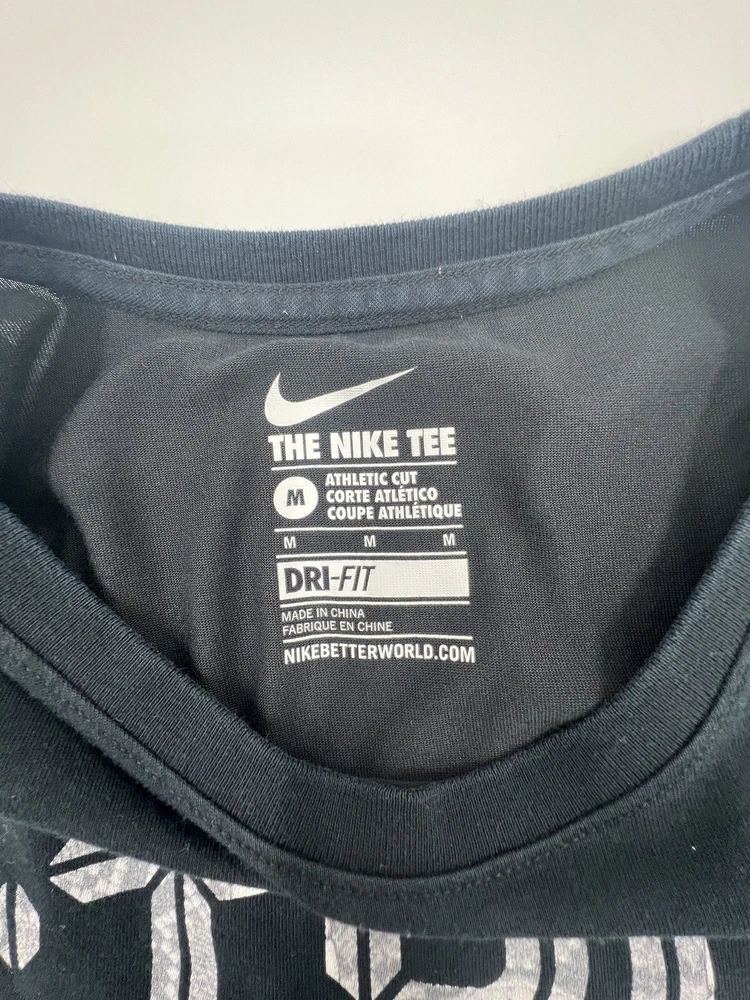 THE NIKE TEE
M
ATHLETIC CUT
CORTE ATLÉTICO
COUPE ATHLÉTIQUE
M M M
DRI-FIT
MADE IN CHINA
FABRIQUE EN CHINE
NIKEBETTERWORLD.COM